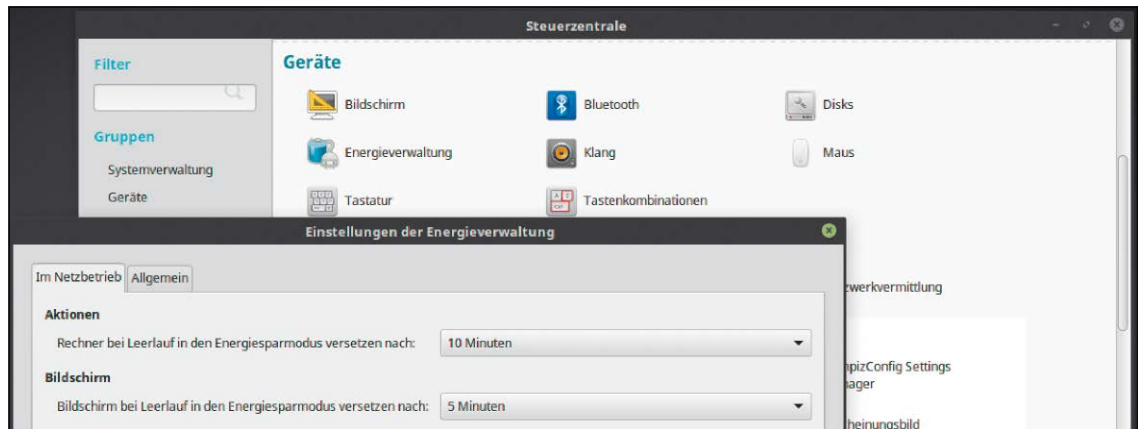 Steuerzentrale
Filter
Gruppen
Systemverwaltung
Geräte
Geräte
Bildschirm
Bluetooth
Disks
Energieverwaltung
Klang
Maus
Tastatur
Tastenkombinationen
Einstellungen der Energieverwaltung
Im Netzbetrieb
Allgemein
Aktionen
Rechner bei Leerlauf in den Energiesparmodus versetzen nach: 10 Minuten
Bildschirm
Bildschirm bei Leerlauf in den Energiesparmodus versetzen nach: 5 Minuten
zwerkvermittlung
pizConfig Settings
ager
heinungsbild